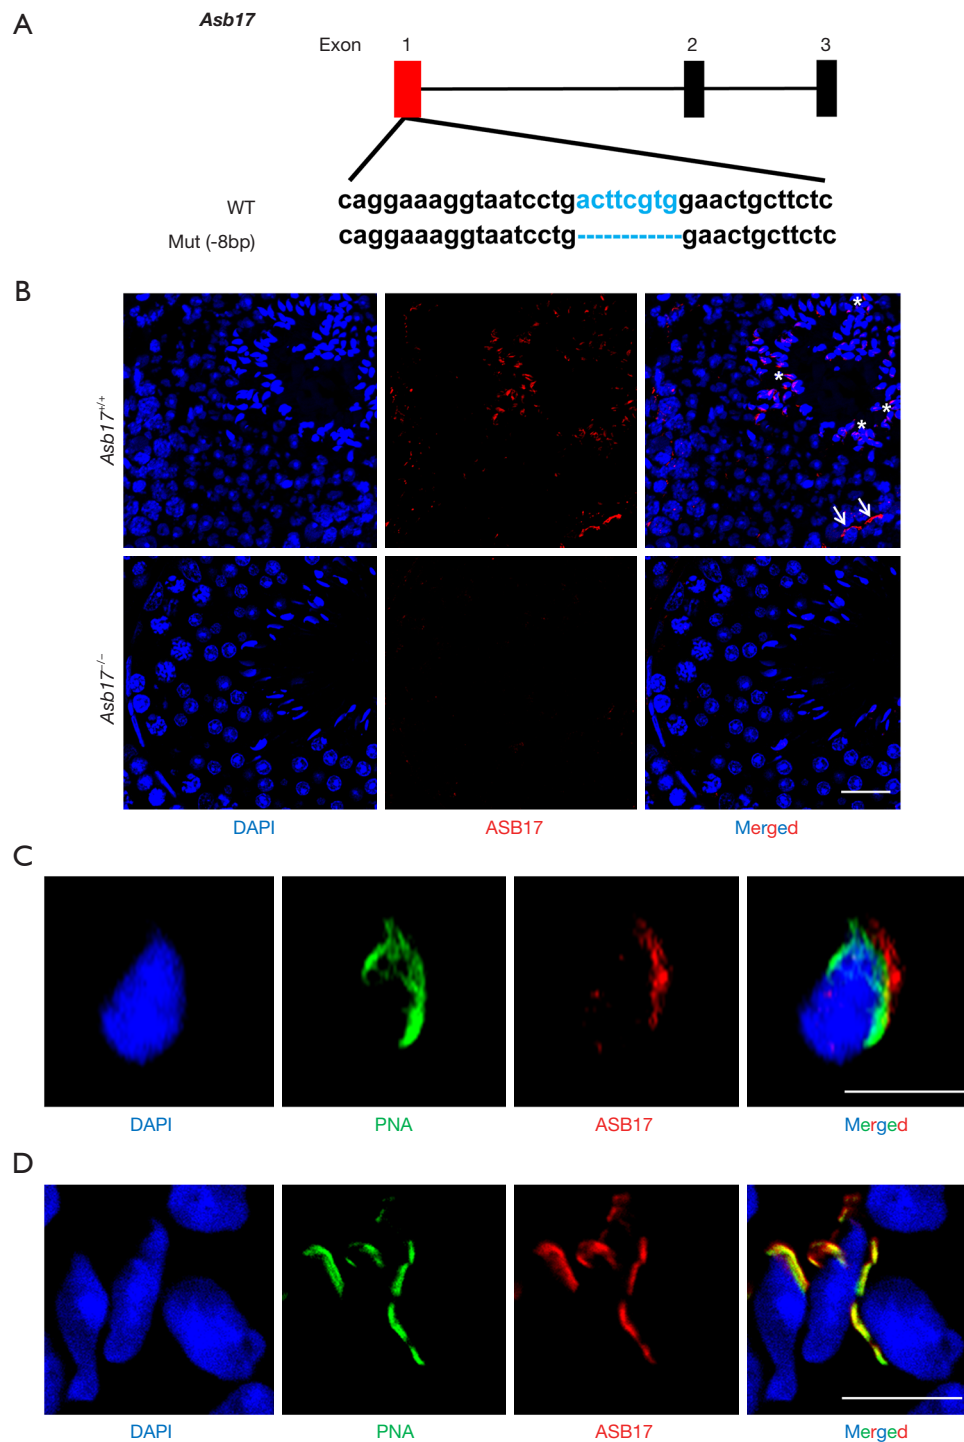 A
Asb17
Exon 1 2 3
WT caggaaaggtaatcctgacttcgtggaactgcttctc
Mut (-8bp) caggaaaggtaatcctg------------gaactgcttctc
B
Asb17+/+
* * * *
Asb17−/−
DAPI ASB17 Merged
C
DAPI PNA ASB17 Merged
D
DAPI PNA ASB17 Merged